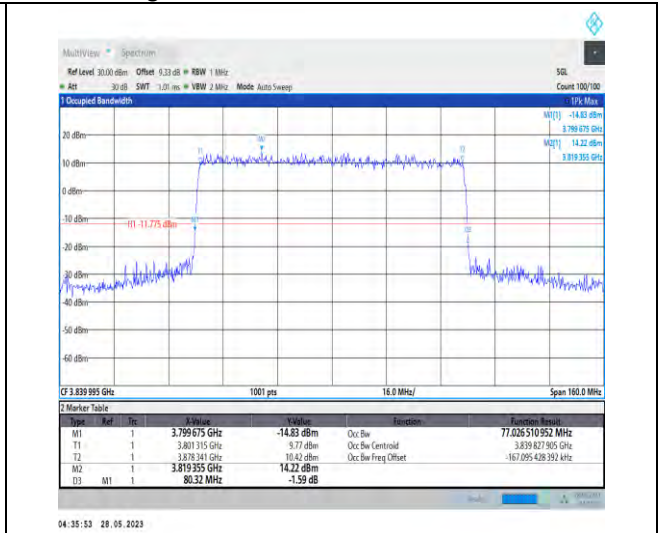 MultiView Spectrum
Ref Level 30.00 dBm Offset 9.33 dB RBW 1 MHz SGL
Att 30 dB SWT 1.01 ms VBW 2 MHz Mode Auto Sweep Count 100/100
1 Occupied Bandwidth 1Pk Max
M1[1] -14.83 dBm
3.799 675 GHz
M2[1] 14.22 dBm
3.819 355 GHz
20 dBm
M2
T1 T2
10 dBm
0 dBm
-10 dBm
H1 -11.775 dBm
M1
D3
-20 dBm
-30 dBm
-40 dBm
-50 dBm
-60 dBm
CF 3.839 995 GHz 1001 pts 16.0 MHz/ Span 160.0 MHz
2 Marker Table
Type Ref Trc X-Value Y-Value Function Function Result
M1 1 3.799 675 GHz -14.83 dBm Occ Bw 77.026 510 952 MHz
T1 1 3.801 315 GHz 9.77 dBm Occ Bw Centroid 3.839 827 905 GHz
T2 1 3.878 341 GHz 10.42 dBm Occ Bw Freq Offset -167.095 428 392 kHz
M2 1 3.819 355 GHz 14.22 dBm
D3 M1 1 80.32 MHz -1.59 dB
04:35:53 28.05.2023